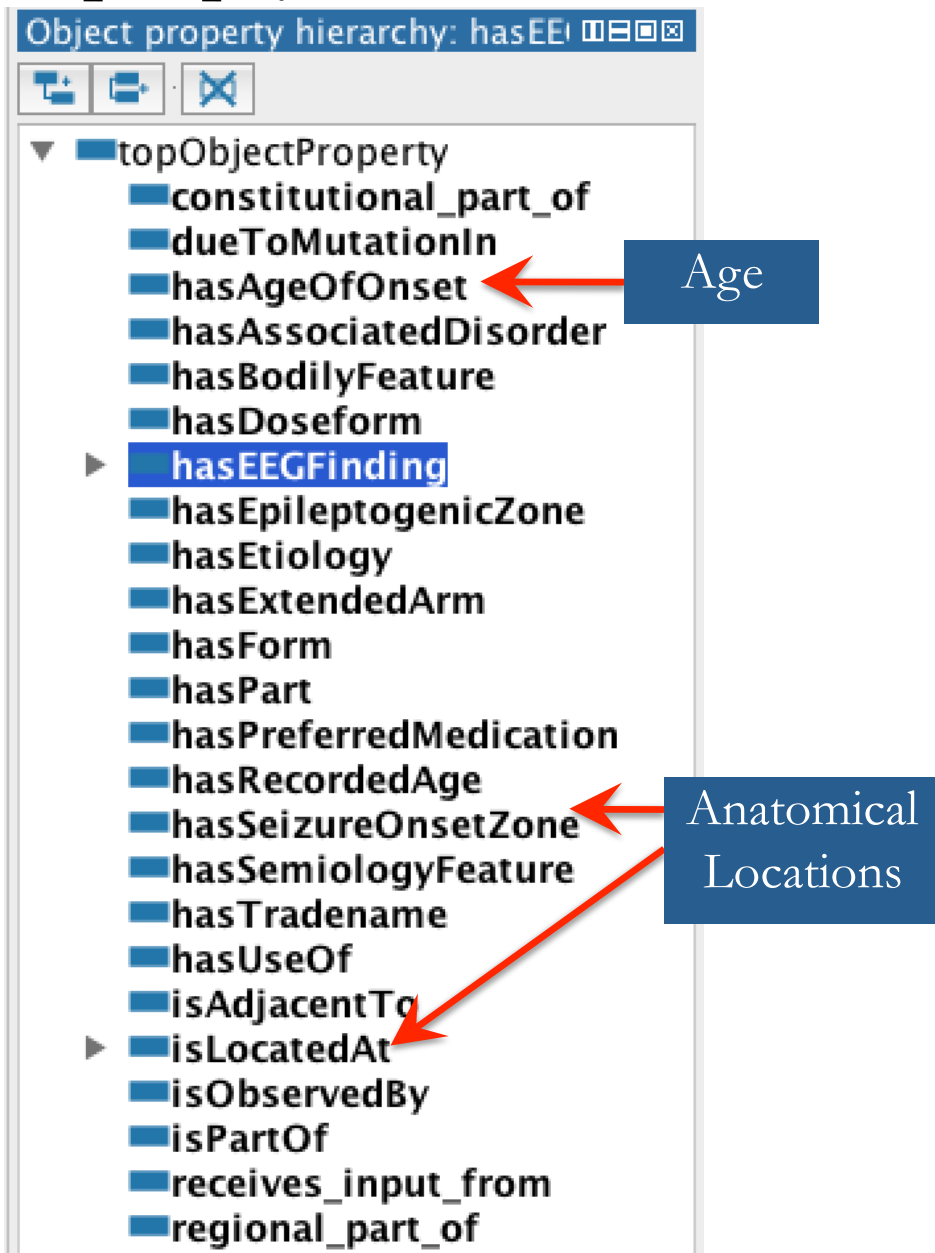 Object property hierarchy: hasEE
topObjectProperty
constitutional_part_of
dueToMutationIn
hasAgeOfOnset
Age
hasAssociatedDisorder
hasBodilyFeature
hasDoseform
hasEEGFinding
hasEpileptogenicZone
hasEtiology
hasExtendedArm
hasForm
hasPart
hasPreferredMedication
hasRecordedAge
hasSeizureOnsetZone
Anatomical
Locations
hasSemiologyFeature
hasTradename
hasUseOf
isAdjacentTo
isLocatedAt
isObservedBy
isPartOf
receives_input_from
regional_part_of